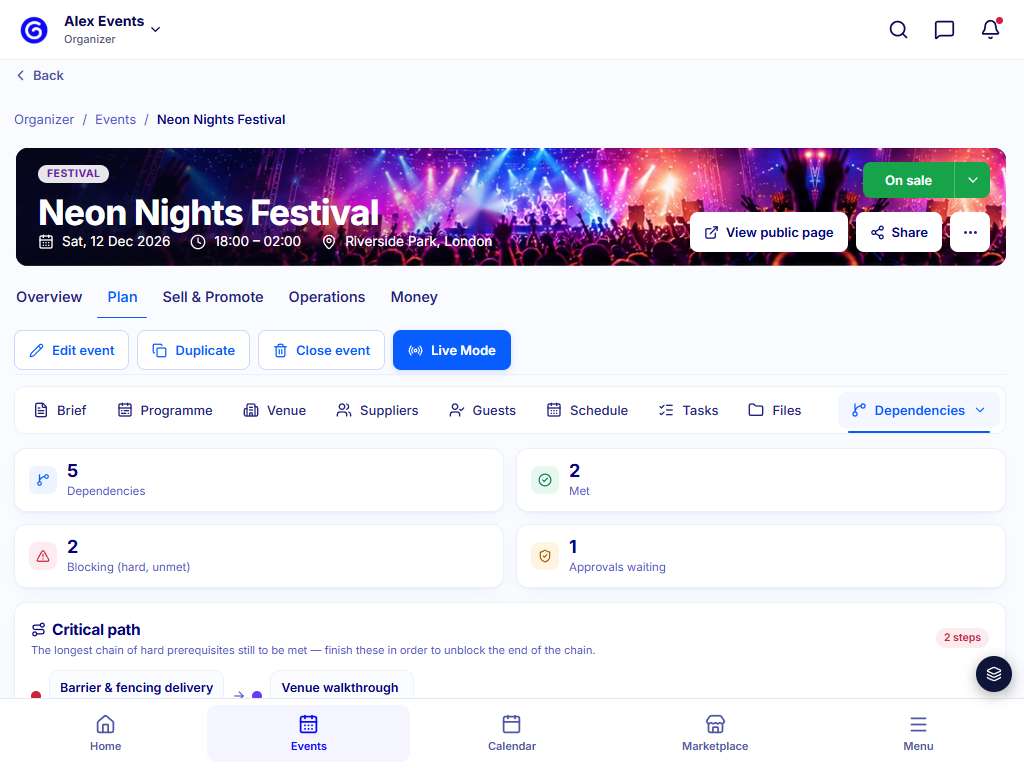 Alex Events
Organizer
Back
Organizer / Events / Neon Nights Festival
FESTIVAL
On sale
Neon Nights Festival
Sat, 12 Dec 2026 18:00 – 02:00 Riverside Park, London
View public page Share
Overview Plan Sell & Promote Operations Money
Edit event Duplicate Close event Live Mode
Brief Programme Venue Suppliers Guests Schedule Tasks Files Dependencies
5
Dependencies
2
Met
2
Blocking (hard, unmet)
1
Approvals waiting
Critical path
2 steps
The longest chain of hard prerequisites still to be met — finish these in order to unblock the end of the chain.
Barrier & fencing delivery → Venue walkthrough
Home Events Calendar Marketplace Menu